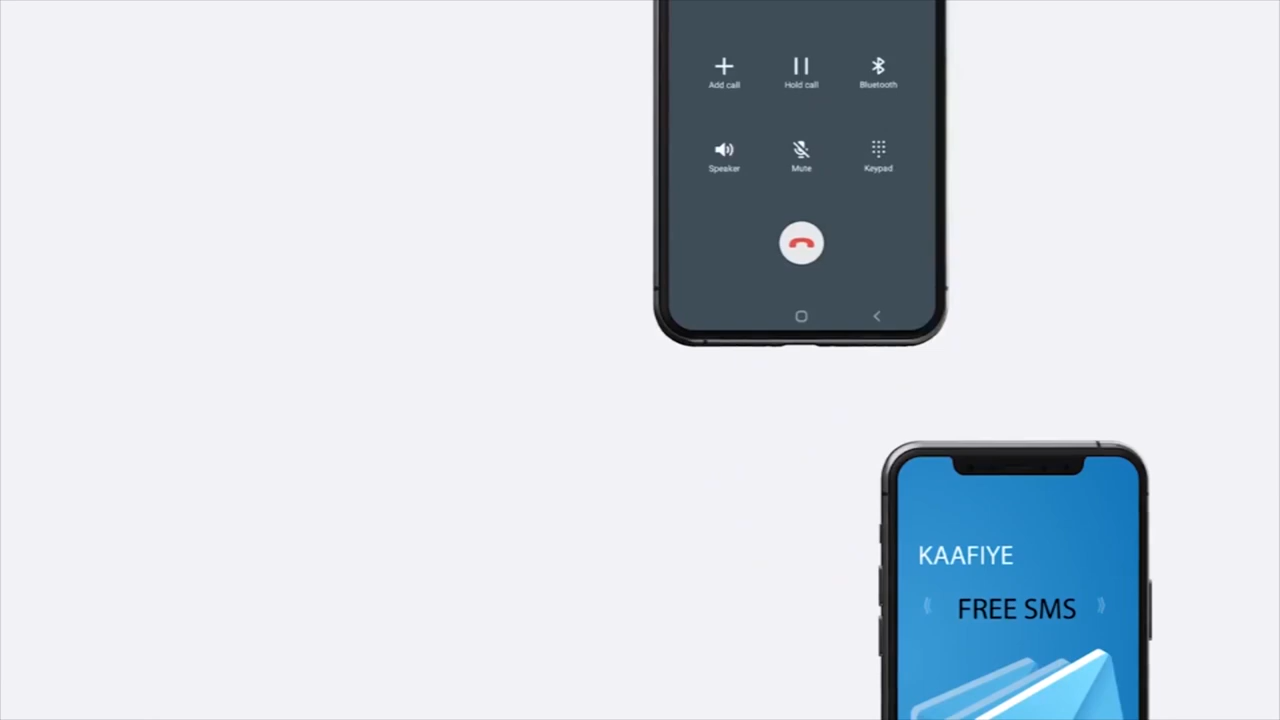 Add call
Hold call
Bluetooth
Speaker
Mute
Keypad
KAAFIYE
FREE SMS